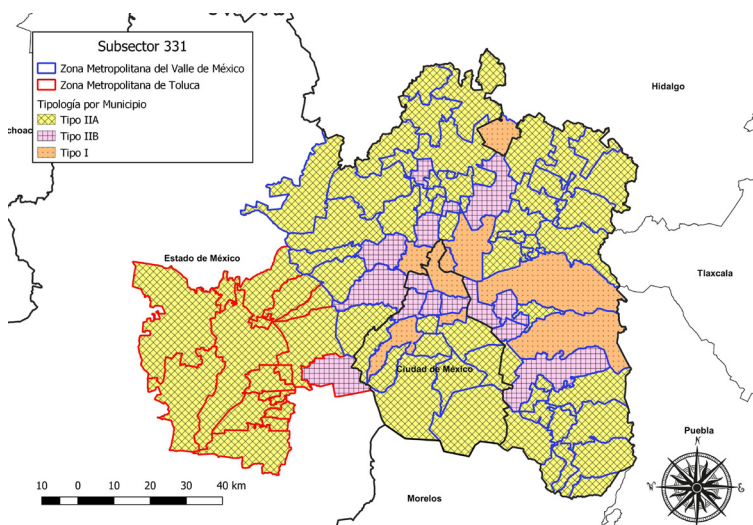 Subsector 331
Zona Metropolitana del Valle de México
Zona Metropolitana de Toluca
Tipología por Municipio
Tipo IIA
Tipo IIB
Tipo I
Hidalgo
choac
Estado de México
Tlaxcala
Ciudad de México
Puebla
N
W
E
S
10 0 10 20 30 40 km
Morelos